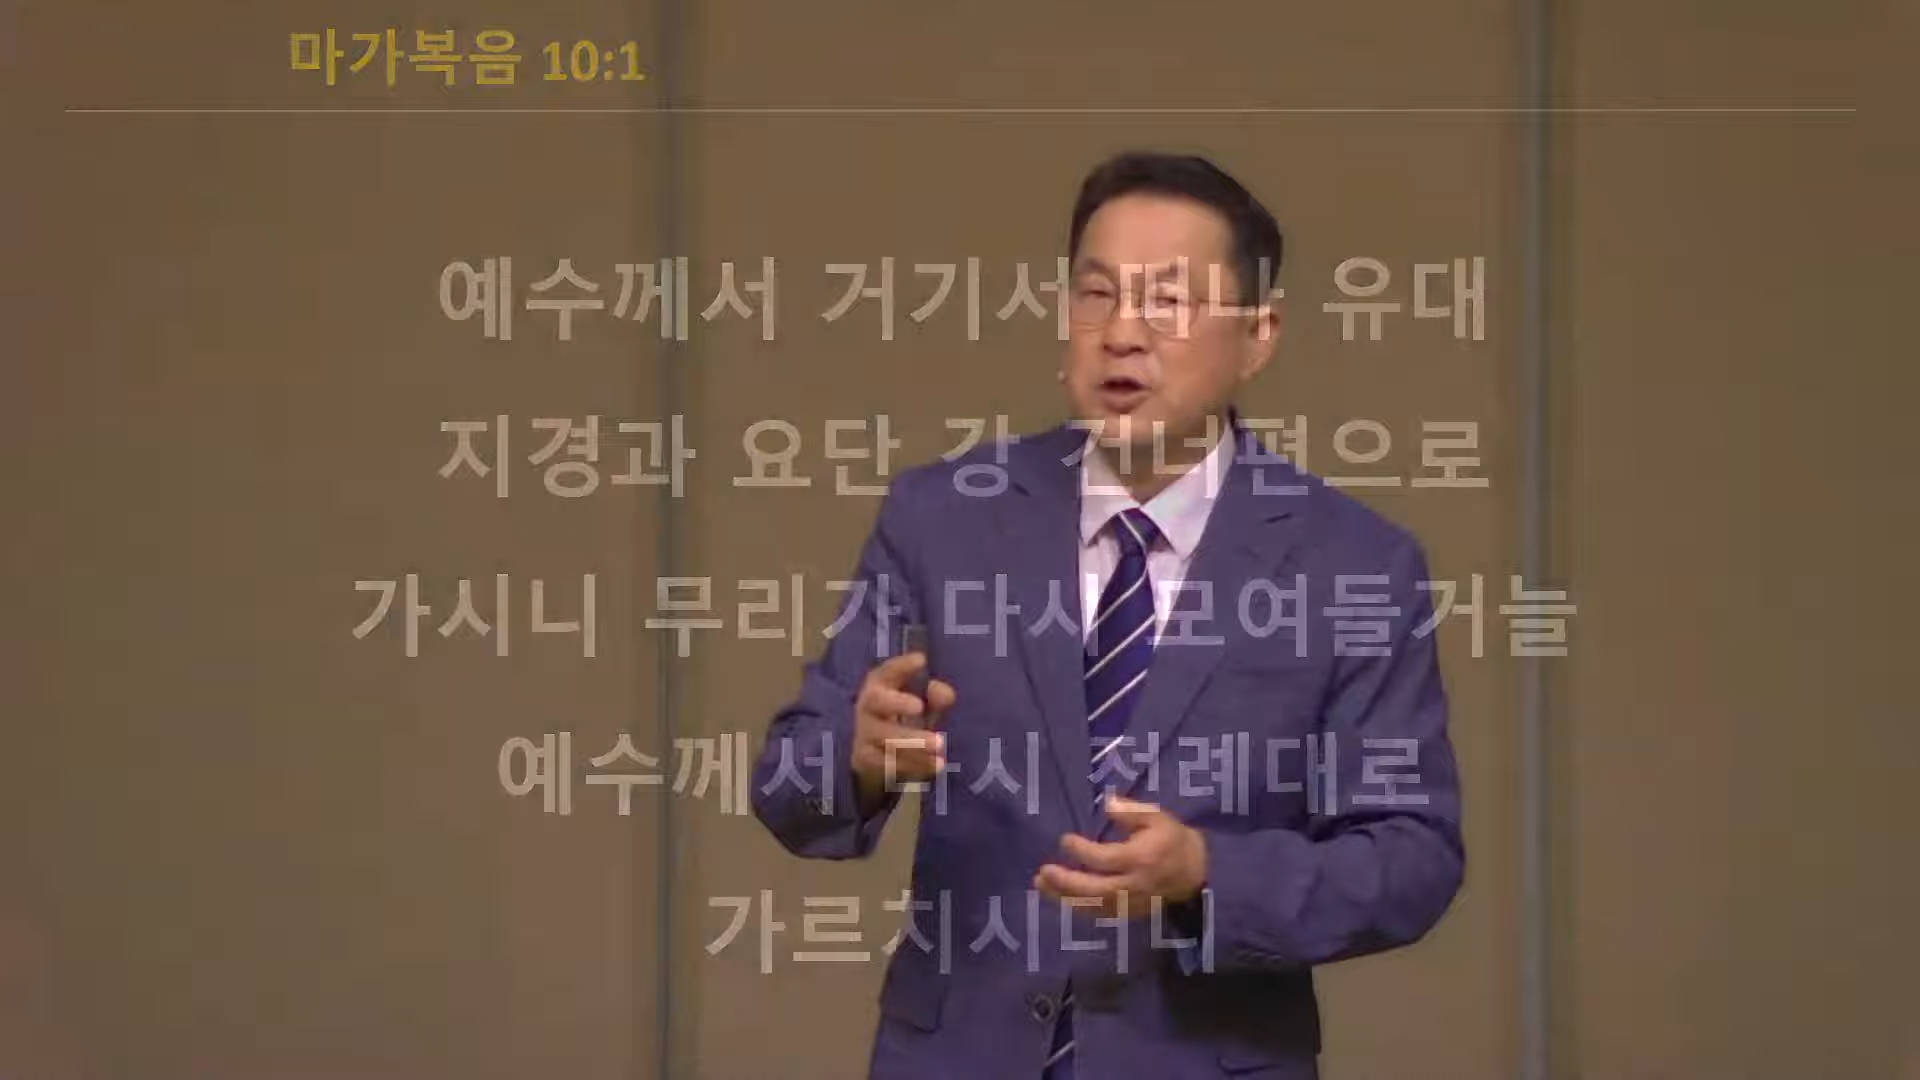 마가복음 10:1
예수께서 거기서 떠나 유대
지경과 요단 강 건너편으로
가시니 무리가 다시 모여들거늘
예수께서 다시 전례대로
가르치시더니